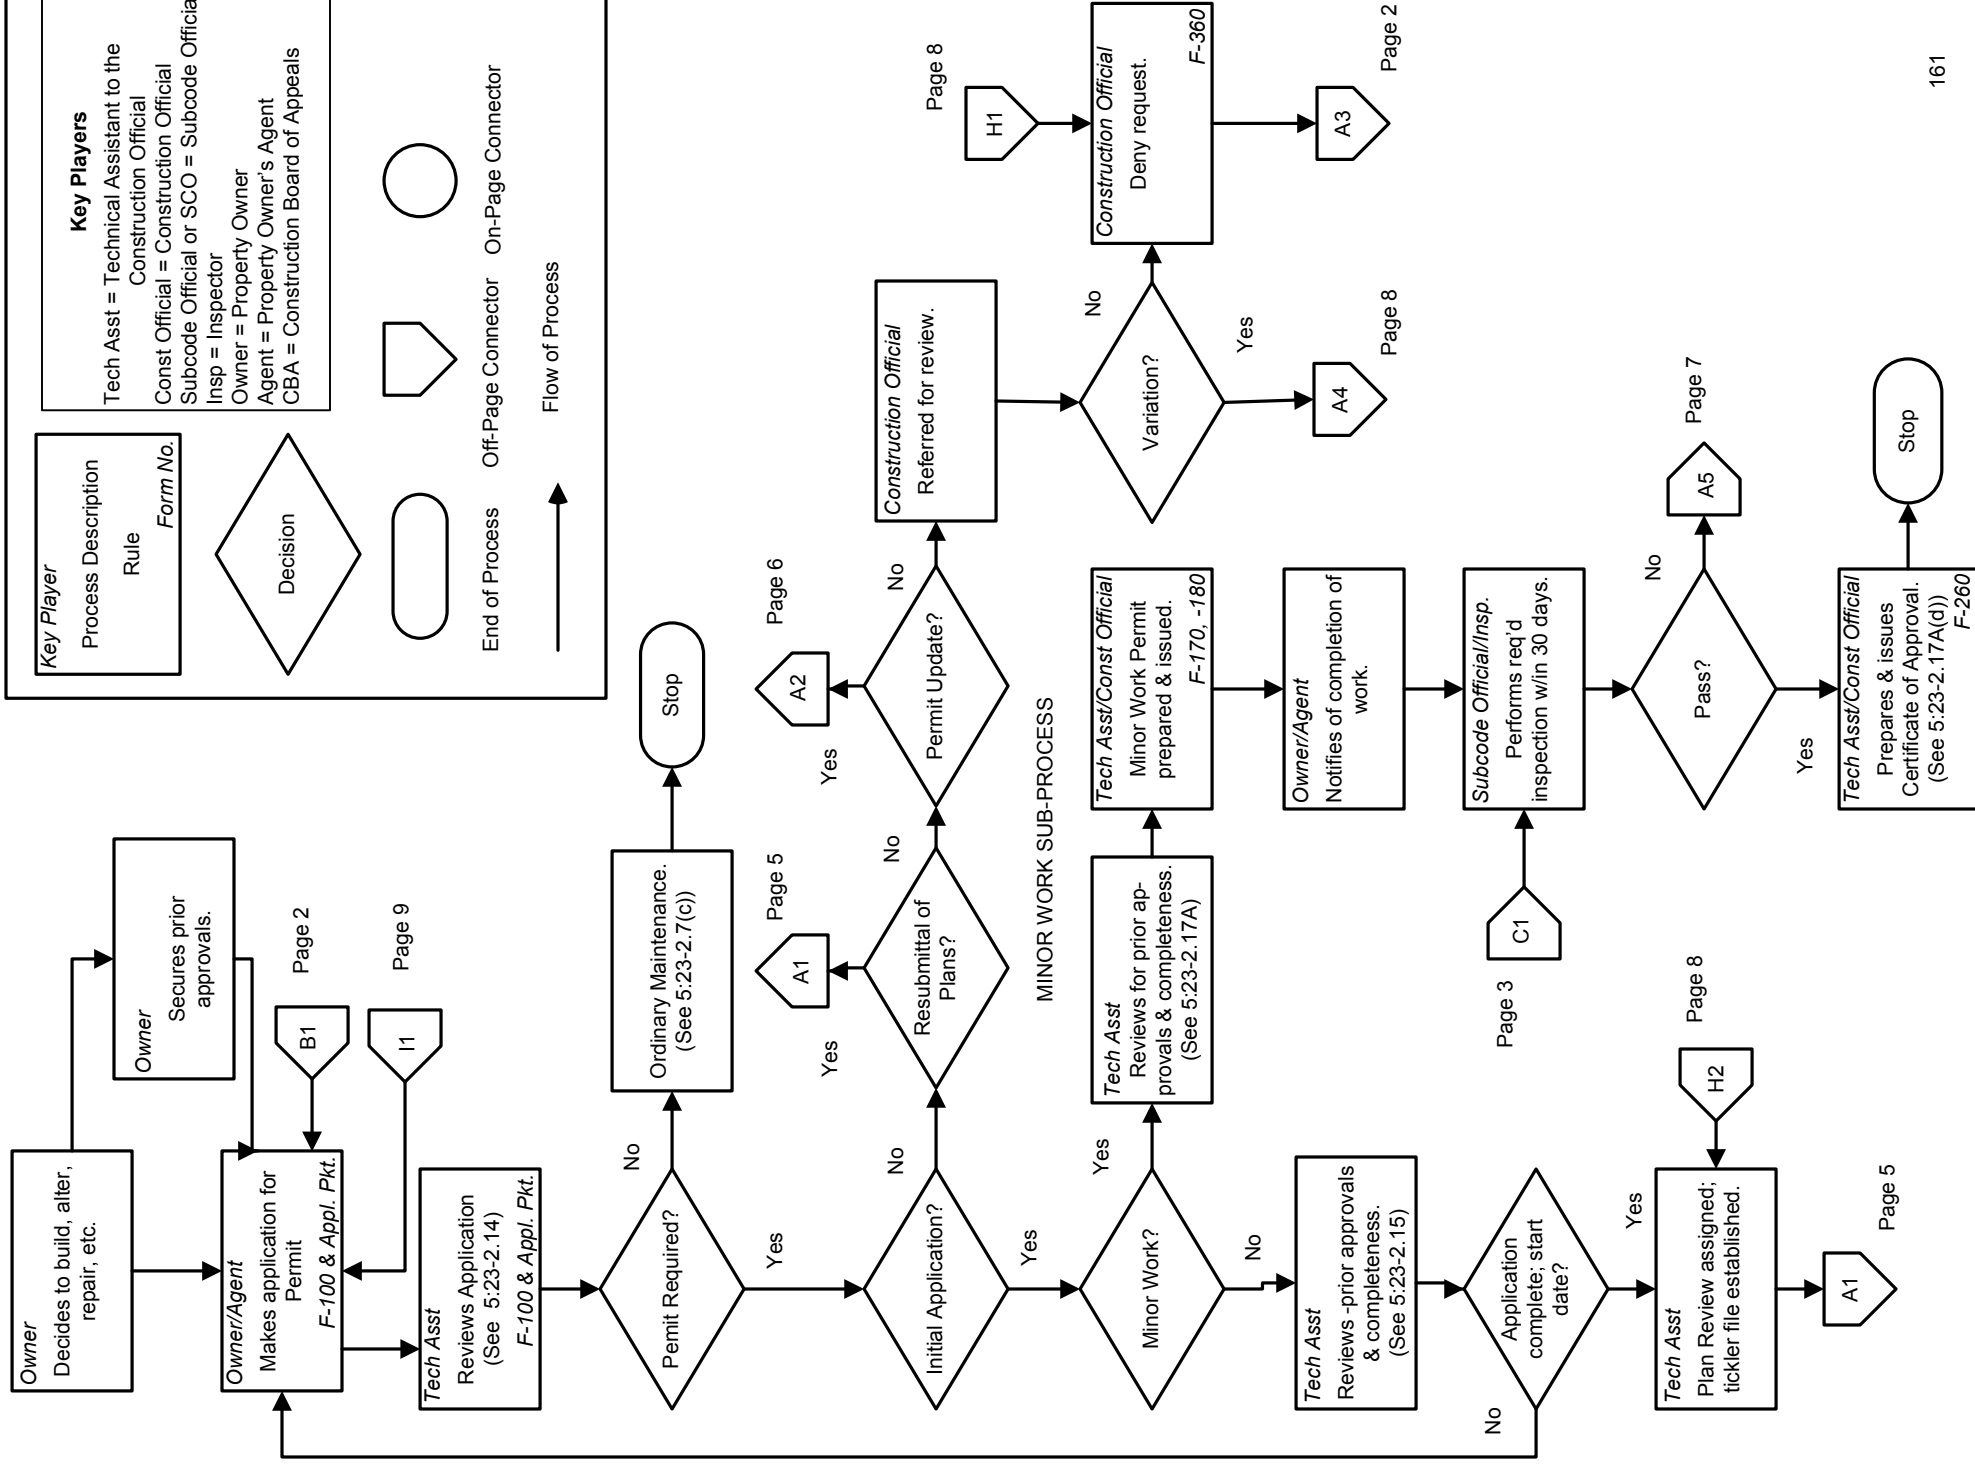 Key Player
Process Description
Rule
Form No.
Key Players
Tech Asst = Technical Assistant to the
Construction Official
Const Official = Construction Official
Subcode Official or SCO = Subcode Officia
Insp = Inspector
Owner = Property Owner
Agent = Property Owner's Agent
CBA = Construction Board of Appeals
Decision
End of Process
Off-Page Connector
On-Page Connector
Flow of Process
Owner
Decides to build, alter,
repair, etc.
Owner
Secures prior
approvals.
Owner/Agent
Makes application for
Permit
F-100 & Appl. Pkt.
B1
Page 2
I1
Page 9
Tech Asst
Reviews Application
(See 5:23-2.14)
F-100 & Appl. Pkt.
Permit Required?
No
Ordinary Maintenance.
(See 5:23-2.7(c))
Stop
Yes
Initial Application?
No
Resubmittal of
Plans?
Yes
A1
Page 5
No
Permit Update?
Yes
A2
Page 6
No
Construction Official
Referred for review.
Variation?
No
Construction Official
Deny request.
F-360
H1
Page 8
A3
Page 2
Yes
A4
Page 8
Yes
MINOR WORK SUB-PROCESS
Minor Work?
Yes
Tech Asst
Reviews for prior ap-
provals & completeness.
(See 5:23-2.17A)
Tech Asst/Const Official
Minor Work Permit
prepared & issued.
F-170, -180
Owner/Agent
Notifies of completion of
work.
Subcode Official/Insp.
Performs req'd
inspection w/in 30 days.
C1
Page 3
Pass?
No
A5
Page 7
Yes
Tech Asst/Const Official
Prepares & issues
Certificate of Approval.
(See 5:23-2.17A(d))
F-260
Stop
No
Tech Asst
Reviews -prior approvals
& completeness.
(See 5:23-2.15)
Application
complete; start
date?
No
Yes
Tech Asst
Plan Review assigned;
tickler file established.
H2
Page 8
A1
Page 5
161